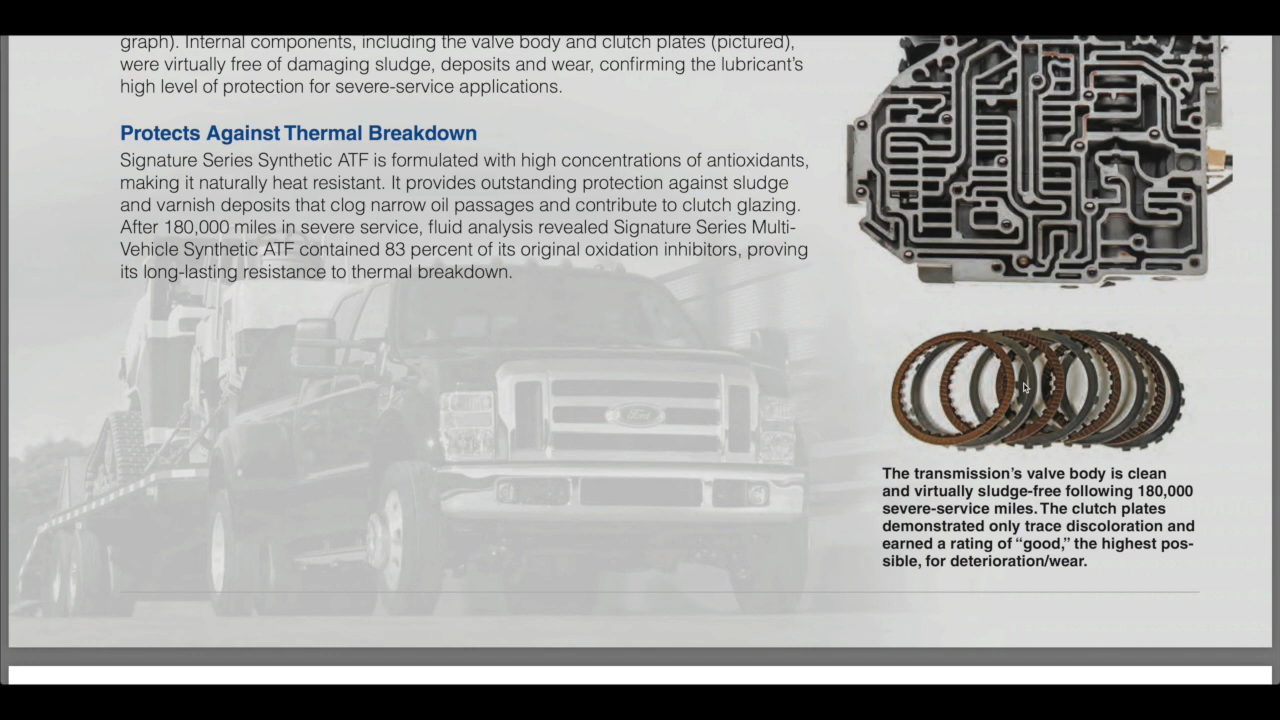 graph). Internal components, including the valve body and clutch plates (pictured),
were virtually free of damaging sludge, deposits and wear, confirming the lubricant's
high level of protection for severe-service applications.
Protects Against Thermal Breakdown
Signature Series Synthetic ATF is formulated with high concentrations of antioxidants,
making it naturally heat resistant. It provides outstanding protection against sludge
and varnish deposits that clog narrow oil passages and contribute to clutch glazing.
After 180,000 miles in severe service, fluid analysis revealed Signature Series Multi-
Vehicle Synthetic ATF contained 83 percent of its original oxidation inhibitors, proving
its long-lasting resistance to thermal breakdown.
Ford
The transmission's valve body is clean
and virtually sludge-free following 180,000
severe-service miles. The clutch plates
demonstrated only trace discoloration and
earned a rating of “good,” the highest pos-
sible, for deterioration/wear.